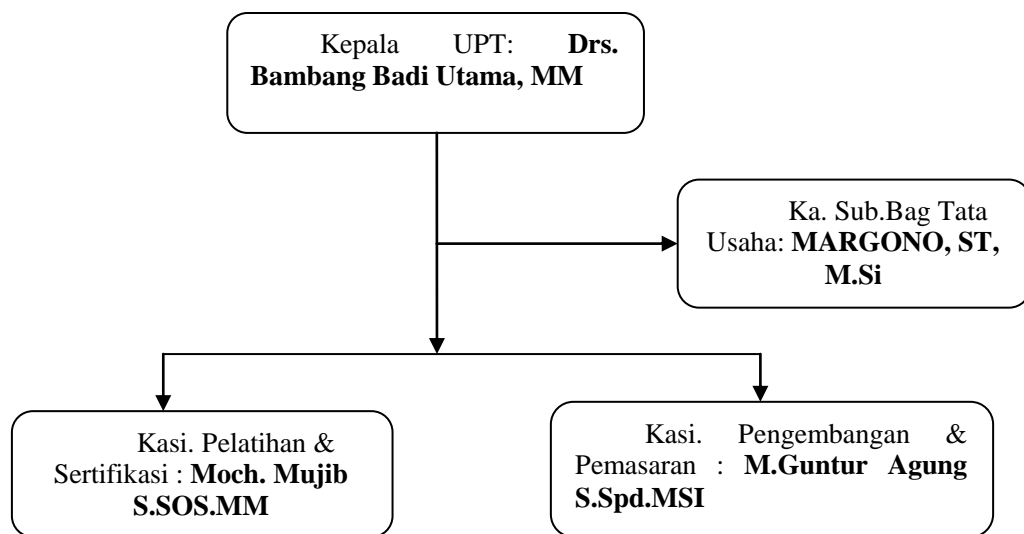 Kepala UPT: Drs.
Bambang Badi Utama, MM
Ka. Sub.Bag Tata
Usaha: MARGONO, ST,
M.Si
Kasi. Pelatihan &
Sertifikasi : Moch. Mujib
S.SOS.MM
Kasi. Pengembangan &
Pemasaran : M.Guntur Agung
S.Spd.MSI